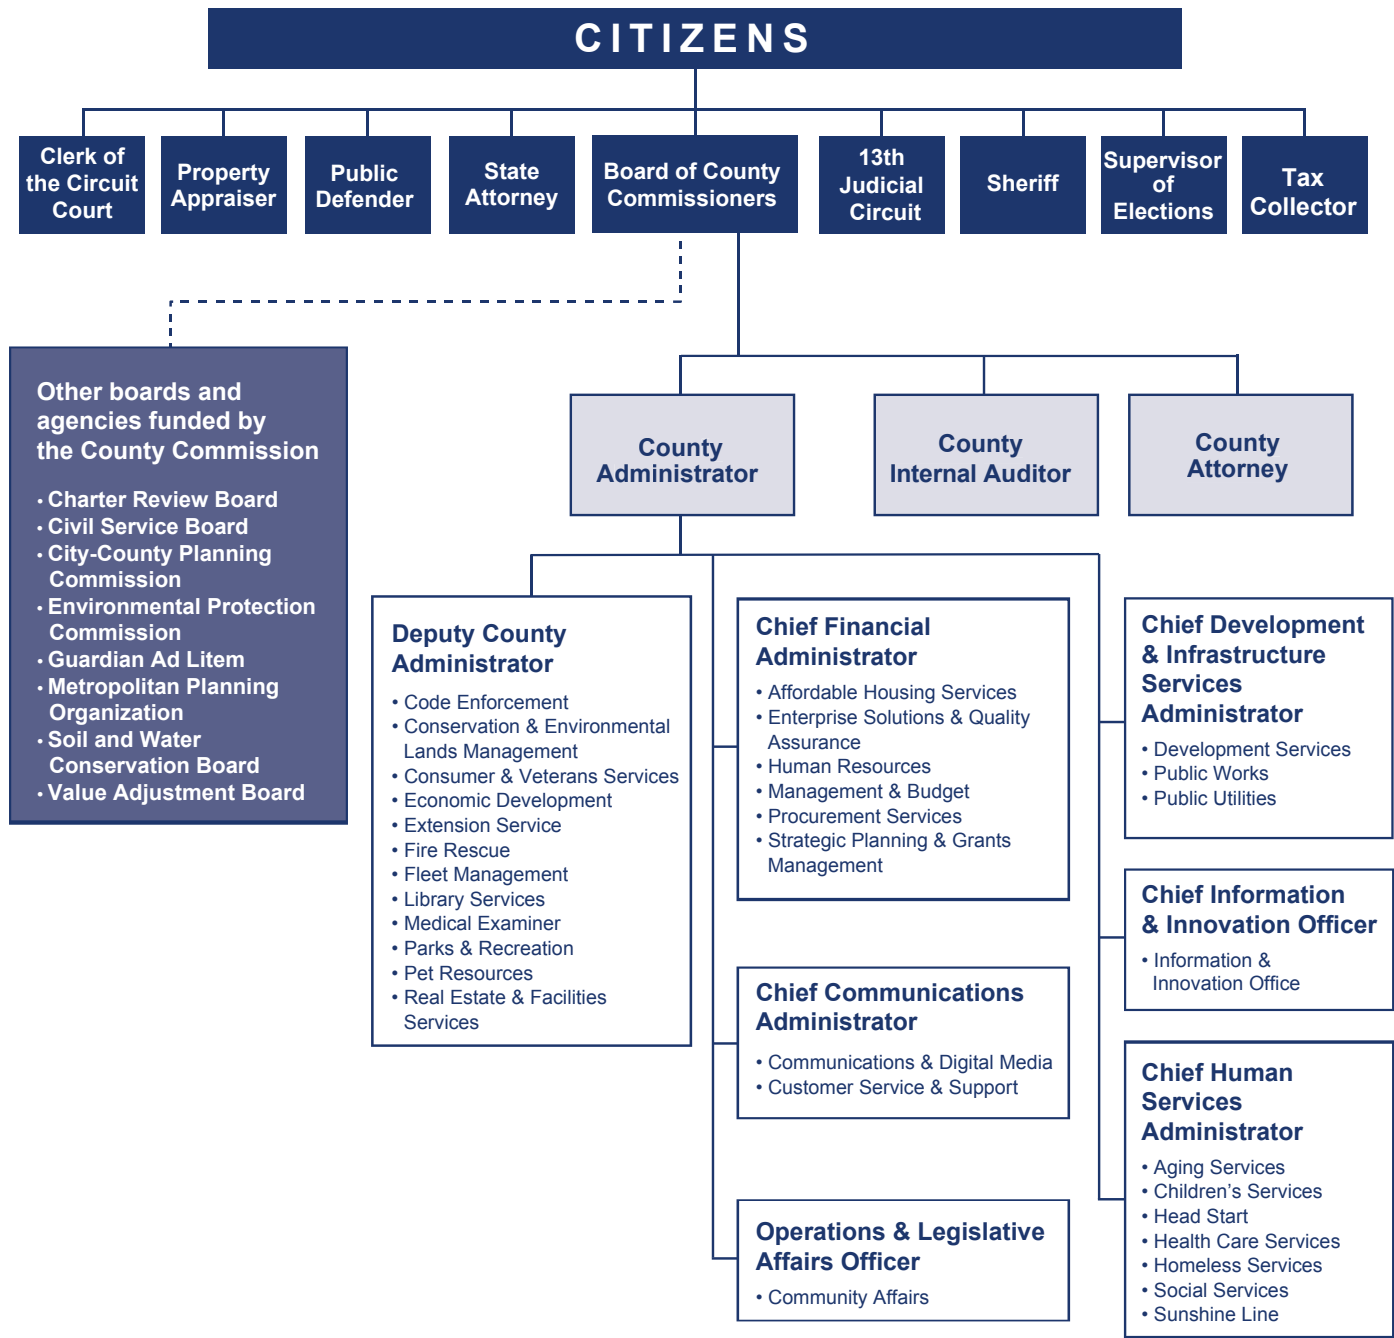 CITIZENS
Clerk of
the Circuit
Court
Property
Appraiser
Public
Defender
State
Attorney
Board of County
Commissioners
13th
Judicial
Circuit
Sheriff
Supervisor
of
Elections
Tax
Collector
Other boards and
agencies funded by
the County Commission
• Charter Review Board
• Civil Service Board
• City-County Planning
Commission
• Environmental Protection
Commission
• Guardian Ad Litem
• Metropolitan Planning
Organization
• Soil and Water
Conservation Board
• Value Adjustment Board
County
Administrator
County
Internal Auditor
County
Attorney
Deputy County
Administrator
• Code Enforcement
• Conservation & Environmental
Lands Management
• Consumer & Veterans Services
• Economic Development
• Extension Service
• Fire Rescue
• Fleet Management
• Library Services
• Medical Examiner
• Parks & Recreation
• Pet Resources
• Real Estate & Facilities
Services
Chief Financial
Administrator
• Affordable Housing Services
• Enterprise Solutions & Quality
Assurance
• Human Resources
• Management & Budget
• Procurement Services
• Strategic Planning & Grants
Management
Chief Communications
Administrator
• Communications & Digital Media
• Customer Service & Support
Operations & Legislative
Affairs Officer
• Community Affairs
Chief Development
& Infrastructure
Services
Administrator
• Development Services
• Public Works
• Public Utilities
Chief Information
& Innovation Officer
• Information &
Innovation Office
Chief Human
Services
Administrator
• Aging Services
• Children’s Services
• Head Start
• Health Care Services
• Homeless Services
• Social Services
• Sunshine Line